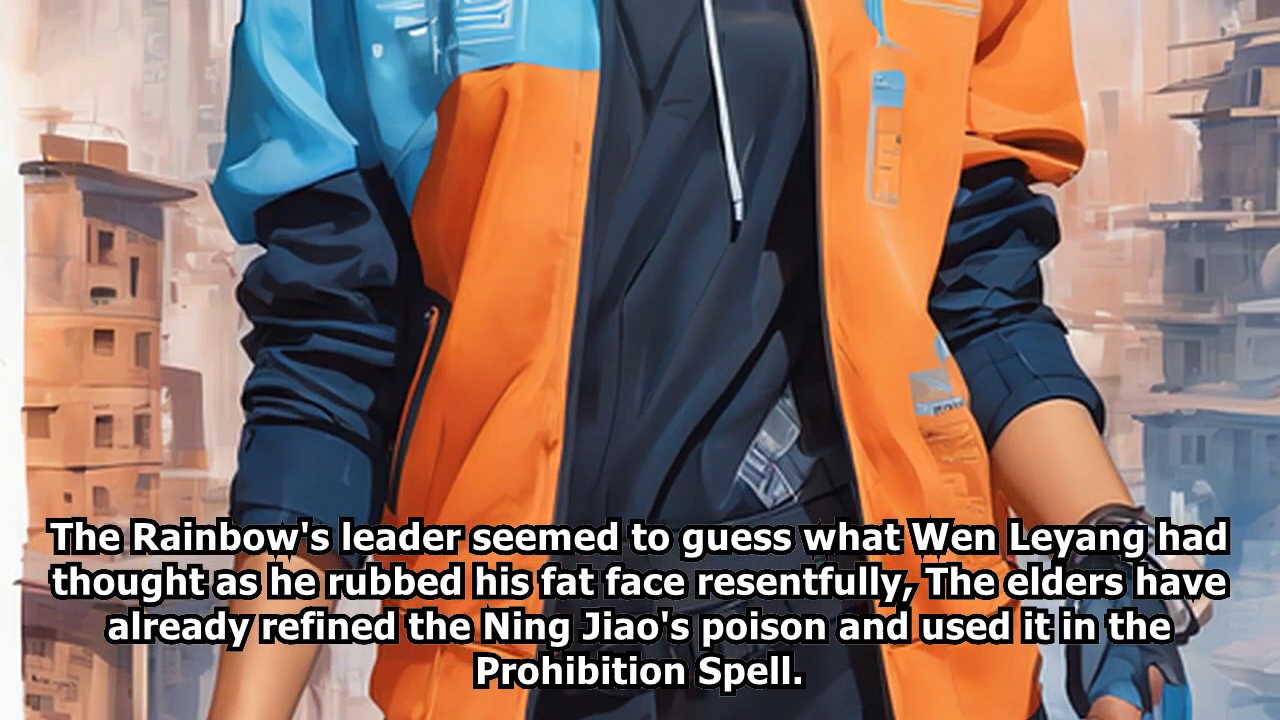 The Rainbow's leader seemed to guess what Wen Leyang had
thought as he rubbed his fat face resentfully, The elders have
already refined the Ning Jiao's poison and used it in the
Prohibition Spell.